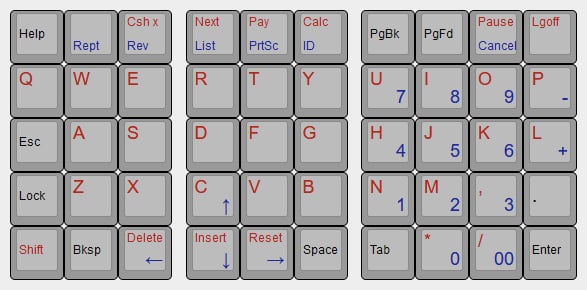 Help Rept Csh x Rev Next List Pay PrtSc Calc ID PgBk PgFd Pause Cancel Lgoff
Q W E R T Y U 7 I 8 O 9 P -
Esc A S D F G H 4 J 5 K 6 L +
Lock Z X C ↑ V B N 1 M 2 , 3 .
Shift Bksp Delete ← Insert ↓ Reset → Space Tab * 0 / 00 Enter